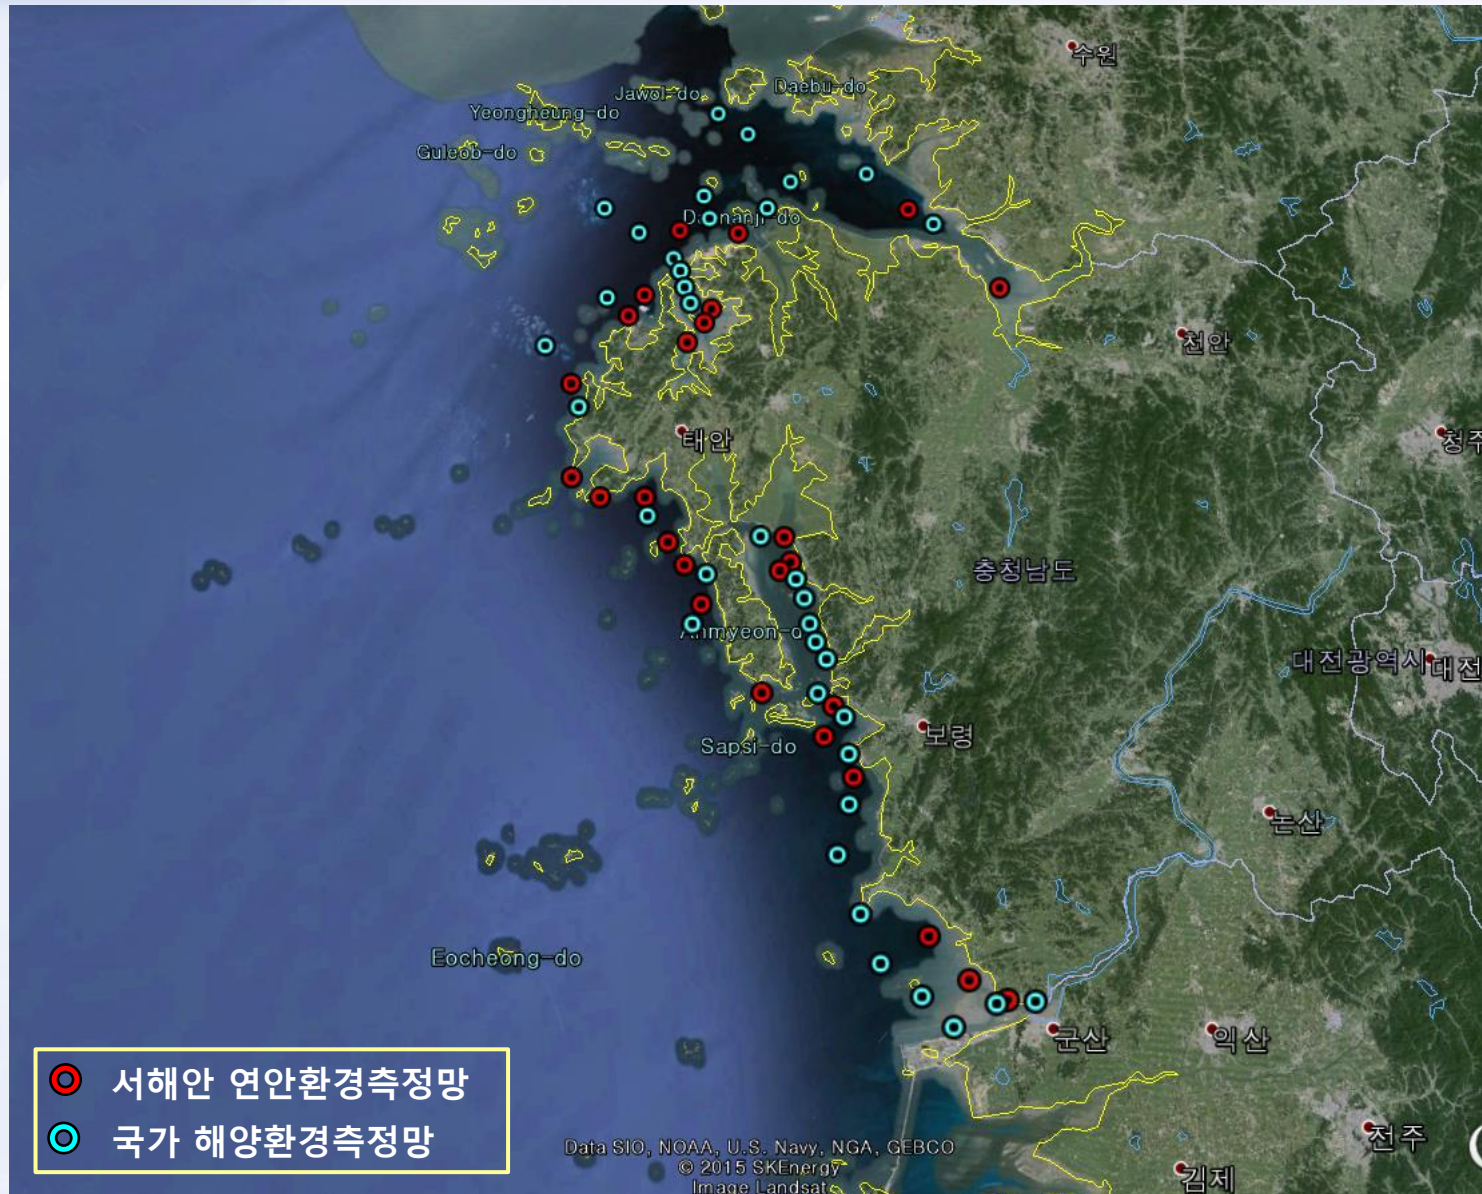 수원
Daebu-do
Jawol-do
Yeongheung-do
Guleob-do
Daenanji-do
천안
태안
청주
충청남도
Anmyeon-do
대전광역시
대전
보령
Sapsi-do
논산
Eocheong-do
군산
익산
서해안 연안환경측정망
국가 해양환경측정망
전주
Data SIO, NOAA, U.S. Navy, NGA, GEBCO
© 2015 SKEnergy
Image Landsat
김제